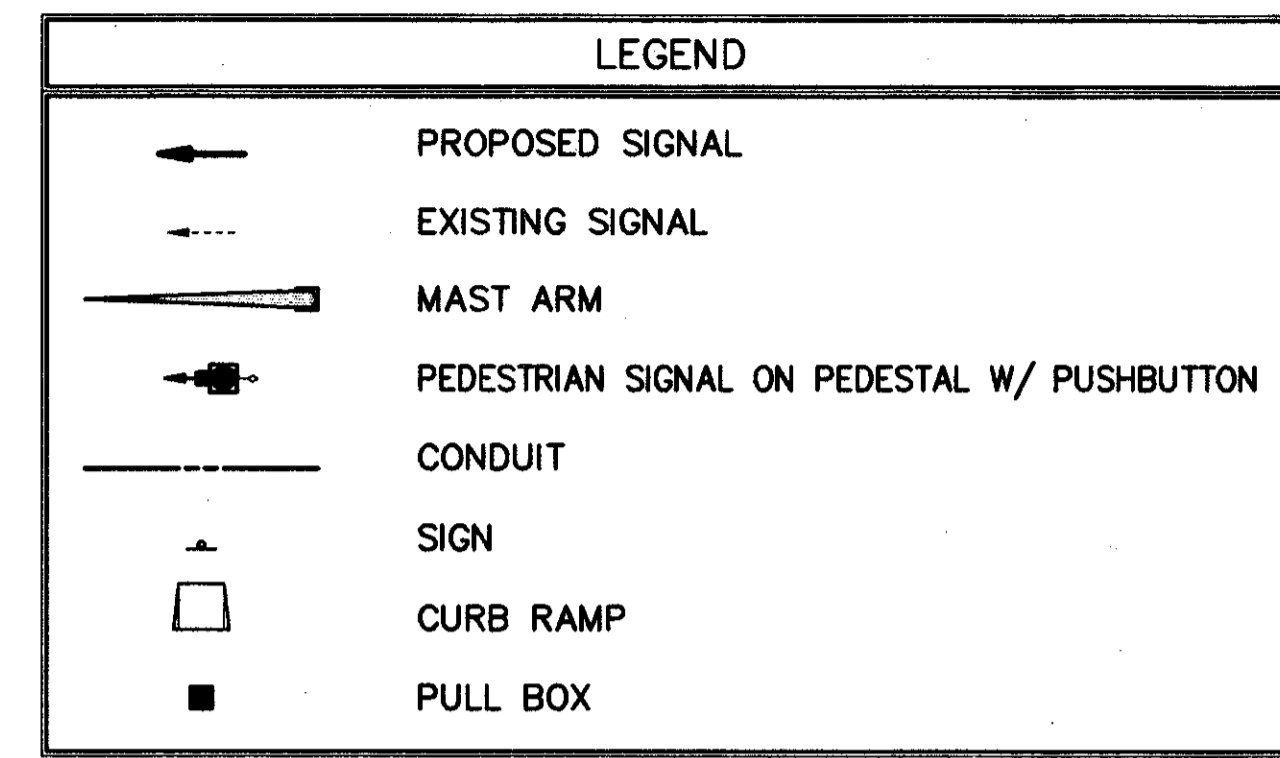 LEGEND
PROPOSED SIGNAL
EXISTING SIGNAL
MAST ARM
PEDESTRIAN SIGNAL ON PEDESTAL W/ PUSHBUTTON
CONDUIT
SIGN
CURB RAMP
PULL BOX